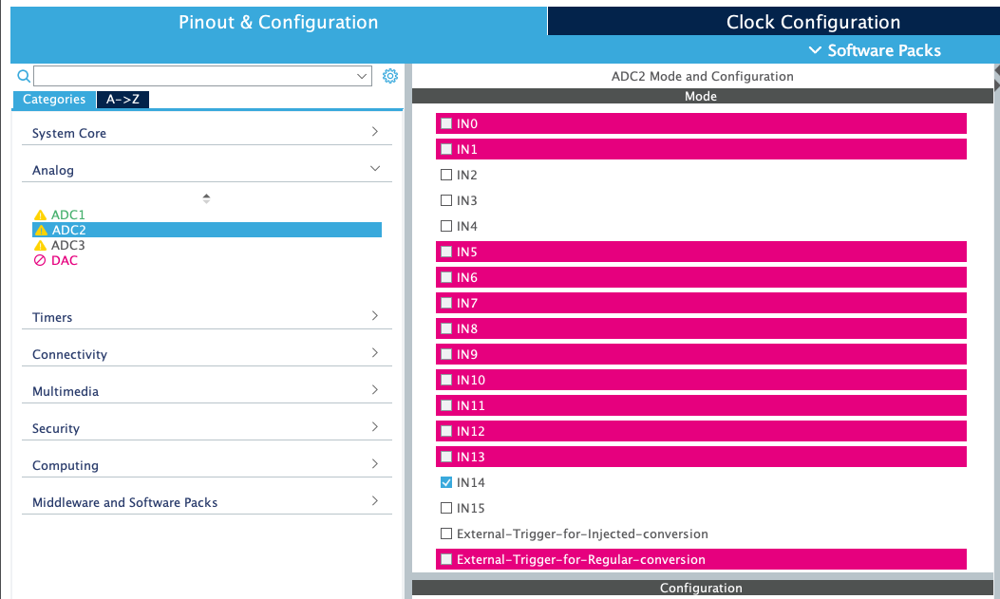 Pinout & Configuration
Clock Configuration
Software Packs
Categories
A->Z
System Core
Analog
ADC1
ADC2
ADC3
DAC
Timers
Connectivity
Multimedia
Security
Computing
Middleware and Software Packs
ADC2 Mode and Configuration
Mode
IN0
IN1
IN2
IN3
IN4
IN5
IN6
IN7
IN8
IN9
IN10
IN11
IN12
IN13
IN14
IN15
External-Trigger-for-Injected-conversion
External-Trigger-for-Regular-conversion
Configuration